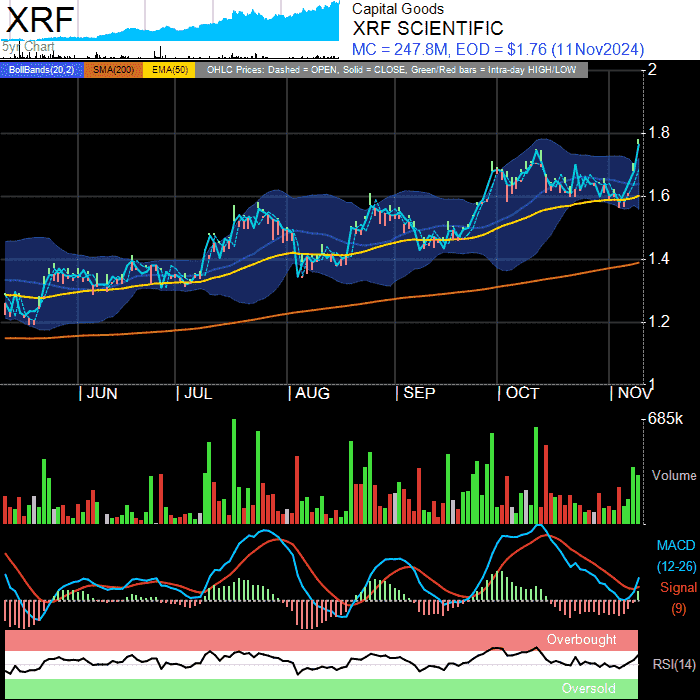 XRF
5yr Chart
Capital Goods
XRF SCIENTIFIC
MC = 247.8M, EOD = $1.76 (11Nov2024)
BollBands(20,2) SMA(200) EMA(50) OHLC Prices: Dashed = OPEN, Solid = CLOSE, Green/Red bars = Intra-day HIGH/LOW
2
1.8
1.6
1.4
1.2
1
JUN JUL AUG SEP OCT NOV
685k
Volume
MACD
(12-26)
Signal
(9)
Overbought
RSI(14)
Oversold